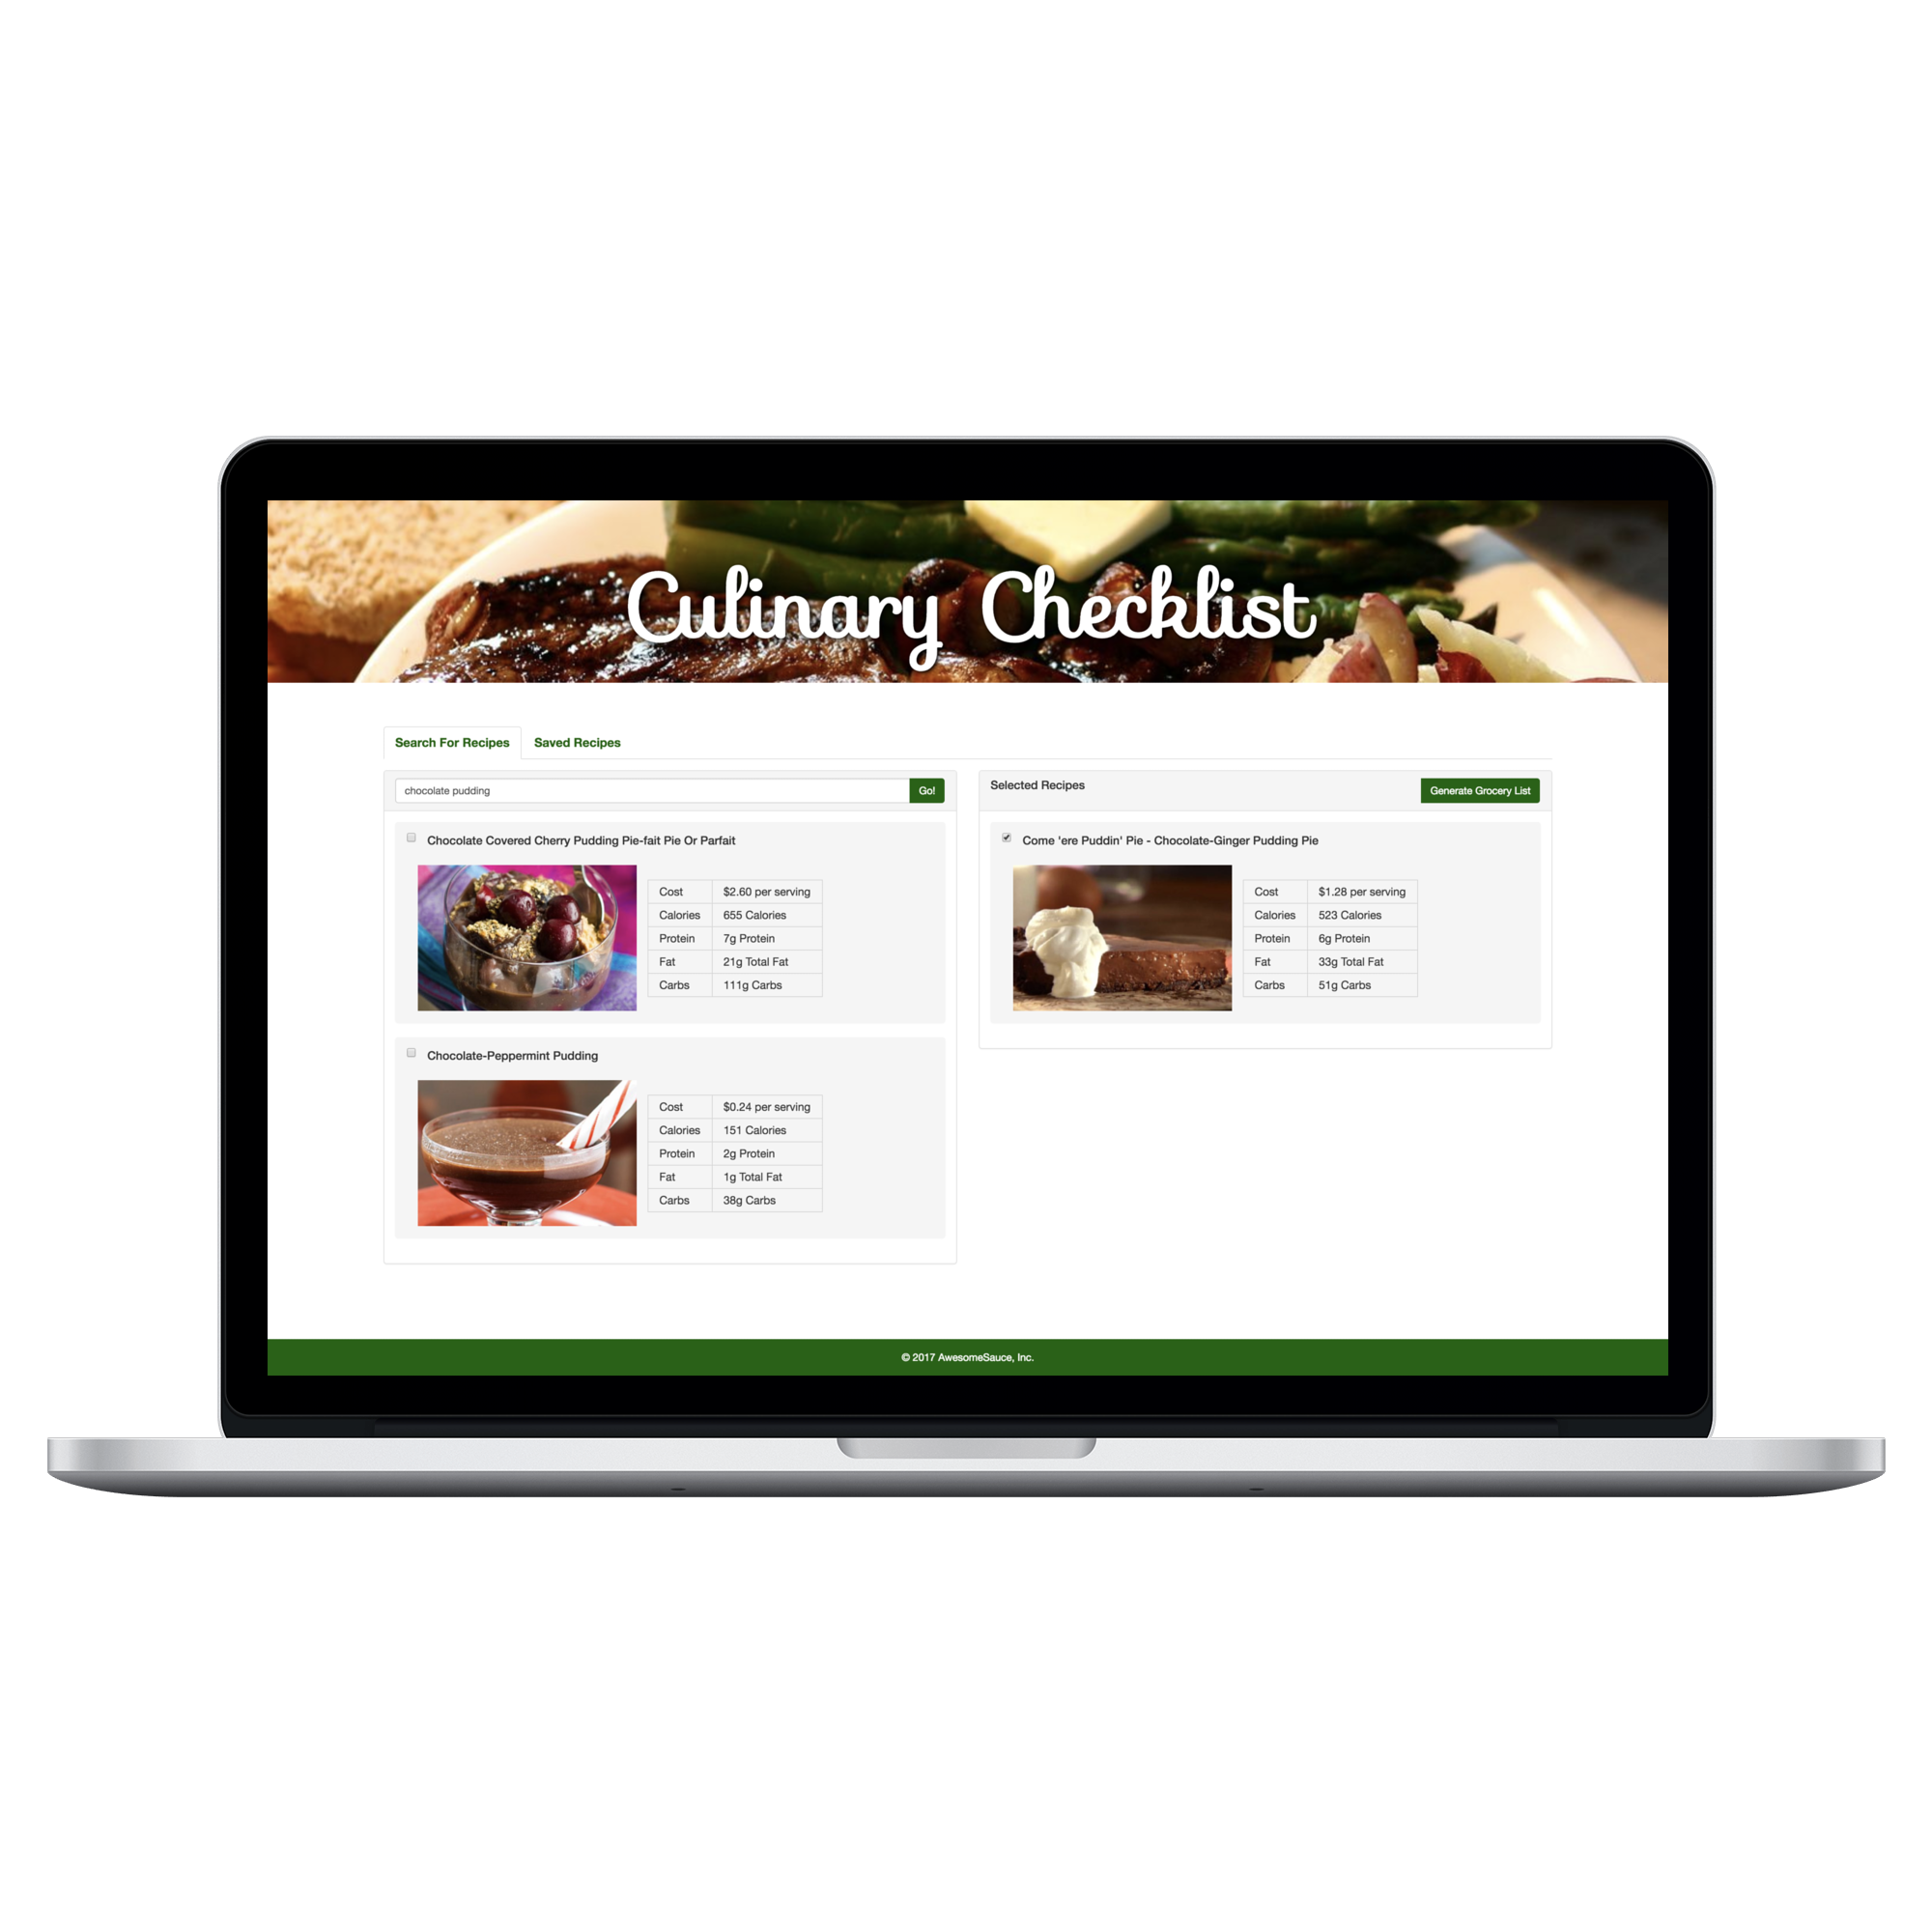 Culinary Checklist
Search For Recipes Saved Recipes
chocolate pudding Go!
Chocolate Covered Cherry Pudding Pie-fait Pie Or Parfait
Cost $2.60 per serving
Calories 655 Calories
Protein 7g Protein
Fat 21g Total Fat
Carbs 111g Carbs
Chocolate-Peppermint Pudding
Cost $0.24 per serving
Calories 151 Calories
Protein 2g Protein
Fat 1g Total Fat
Carbs 38g Carbs
Selected Recipes Generate Grocery List
Come 'ere Puddin' Pie - Chocolate-Ginger Pudding Pie
Cost $1.28 per serving
Calories 523 Calories
Protein 6g Protein
Fat 33g Total Fat
Carbs 51g Carbs
© 2017 AwesomeSauce, Inc.